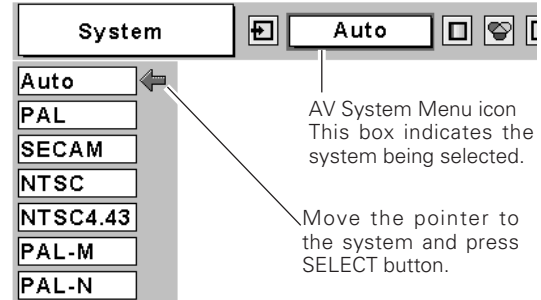 System
Auto
Auto
PAL
SECAM
NTSC
NTSC4.43
PAL-M
PAL-N
AV System Menu icon
This box indicates the
system being selected.
Move the pointer to
the system and press
SELECT button.